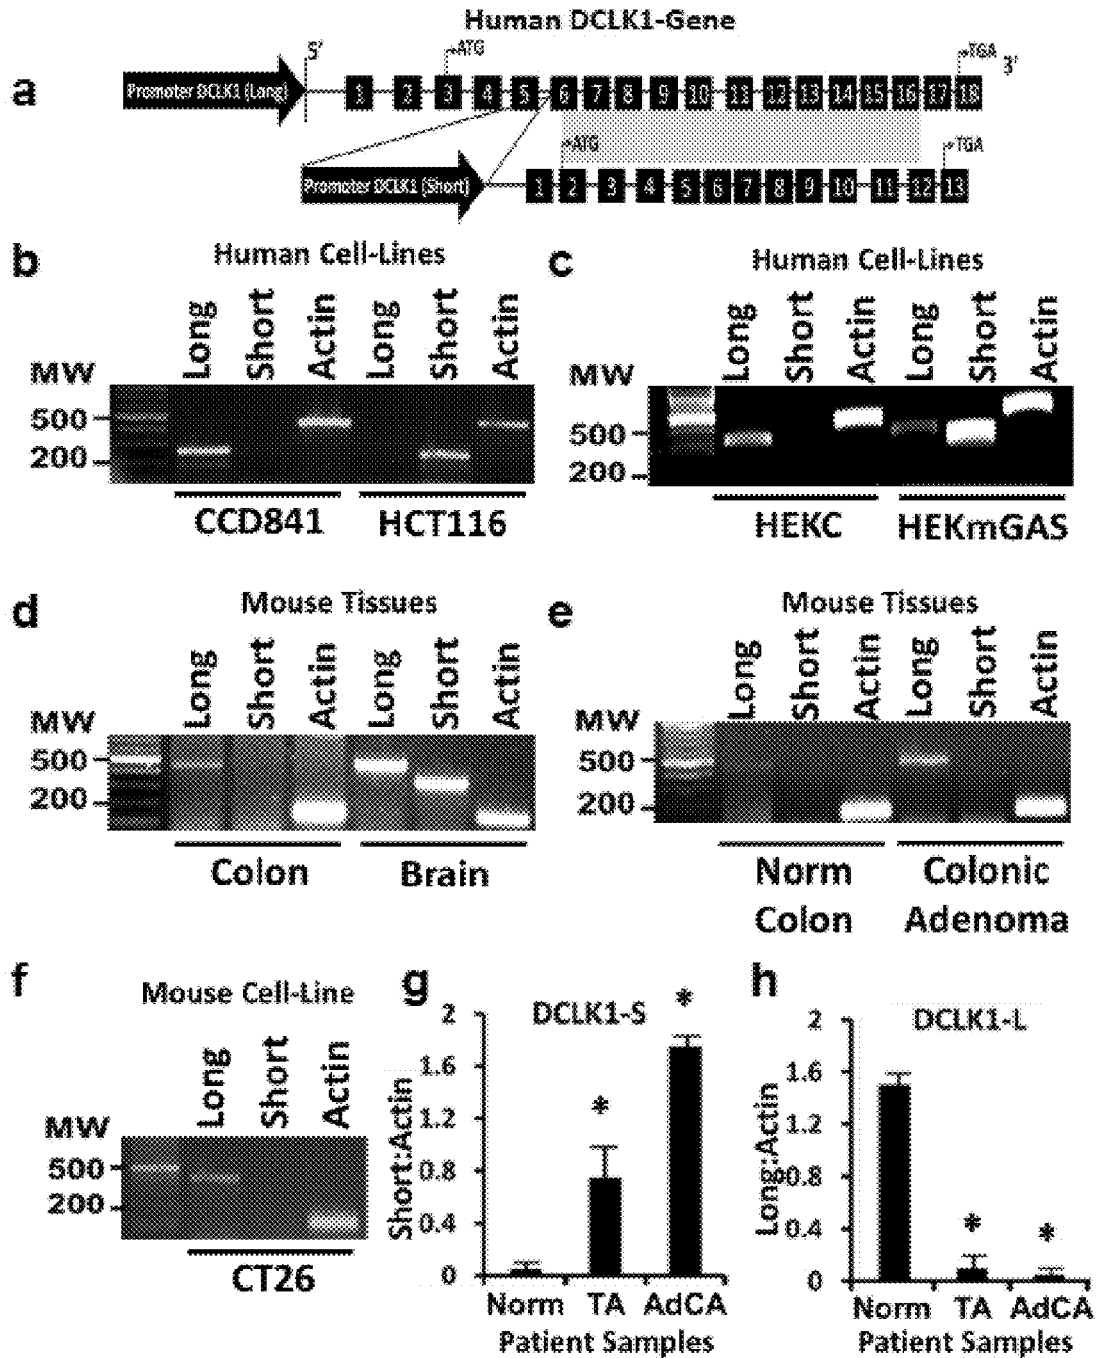 Human DCLK1-Gene
a
5'
ATG
TGA
3'
Promoter DCLK1 (Long)
1 2 3 4 5 6 7 8 9 10 11 12 13 14 15 16 17 18
ATG
TGA
Promoter DCLK1 (Short)
1 2 3 4 5 6 7 8 9 10 11 12 13
b
Human Cell-Lines
Long Short Actin Long Short Actin
MW
500
200
CCD841 HCT116
c
Human Cell-Lines
Long Short Actin Long Short Actin
MW
500
200
HEKC HEKmGAS
d
Mouse Tissues
Long Short Actin Long Short Actin
MW
500
200
Colon Brain
e
Mouse Tissues
Long Short Actin Long Short Actin
MW
500
200
Norm Colonic
Colon Adenoma
f
Mouse Cell-Line
Long Short Actin
MW
500
200
CT26
g
DCLK1-S
Short:Actin
2
1.6
1.2
0.8
0.4
0
* *
Norm TA AdCA
Patient Samples
h
DCLK1-L
Long:Actin
2
1.6
1.2
0.8
0.4
0
* *
Norm TA AdCA
Patient Samples